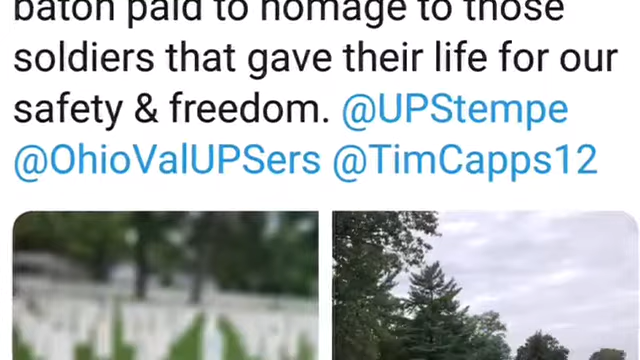 baton paid to homage to those
soldiers that gave their life for our
safety & freedom. @UPStempe
@OhioValUPSers @TimCapps12